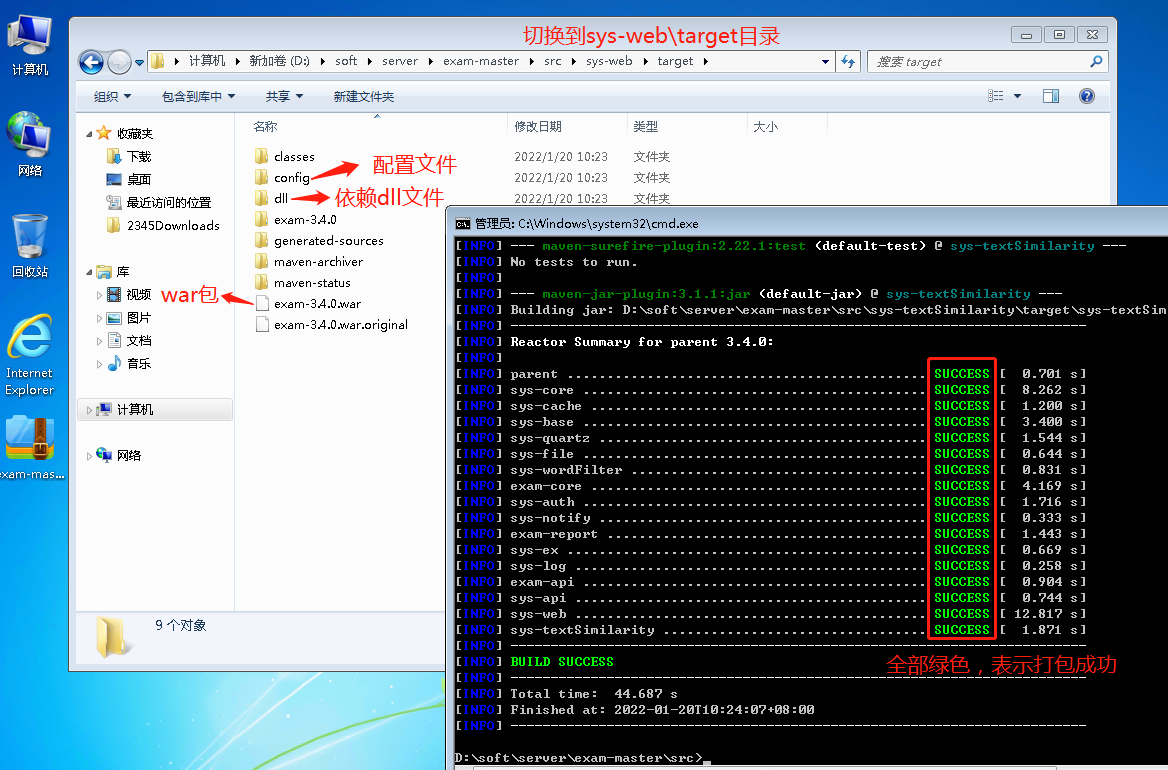 计算机
网络
回收站
Internet
Explorer
exam-mas...
切换到sys-web\target目录
计算机 新加卷 (D:) soft server exam-master src sys-web target
搜索 target
组织 包含到库中 共享 新建文件夹
收藏夹
下载
桌面
最近访问的位置
2345Downloads
库
视频
图片
文档
音乐
计算机
网络
名称 修改日期 类型 大小
classes 2022/1/20 10:23 文件夹
config 2022/1/20 10:23 文件夹
配置文件
dll 2022/1/20 10:23 文件夹
依赖dll文件
exam-3.4.0
generated-sources
maven-archiver
maven-status
war包
exam-3.4.0.war
exam-3.4.0.war.original
9 个对象
管理员: C:\Windows\system32\cmd.exe
[INFO] --- maven-surefire-plugin:2.22.1:test (default-test) @ sys-textSimilarity ---
[INFO] No tests to run.
[INFO]
[INFO] --- maven-jar-plugin:3.1.1:jar (default-jar) @ sys-textSimilarity ---
[INFO] Building jar: D:\soft\server\exam-master\src\sys-textSimilarity\target\sys-textSim
[INFO] ------------------------------------------------------------------------
[INFO] Reactor Summary for parent 3.4.0:
[INFO]
[INFO] parent ............................................. SUCCESS [  0.701 s]
[INFO] sys-core ........................................... SUCCESS [  8.262 s]
[INFO] sys-cache .......................................... SUCCESS [  1.200 s]
[INFO] sys-base ........................................... SUCCESS [  3.400 s]
[INFO] sys-quartz ......................................... SUCCESS [  1.544 s]
[INFO] sys-file ........................................... SUCCESS [  0.644 s]
[INFO] sys-wordFilter ..................................... SUCCESS [  0.831 s]
[INFO] exam-core .......................................... SUCCESS [  4.169 s]
[INFO] sys-auth ........................................... SUCCESS [  1.716 s]
[INFO] sys-notify ......................................... SUCCESS [  0.333 s]
[INFO] exam-report ........................................ SUCCESS [  1.443 s]
[INFO] sys-ex ............................................. SUCCESS [  0.669 s]
[INFO] sys-log ............................................ SUCCESS [  0.258 s]
[INFO] exam-api ........................................... SUCCESS [  0.904 s]
[INFO] sys-api ............................................ SUCCESS [  0.744 s]
[INFO] sys-web ............................................ SUCCESS [ 12.817 s]
[INFO] sys-textSimilarity ................................. SUCCESS [  1.871 s]
[INFO] ------------------------------------------------------------------------
[INFO] BUILD SUCCESS
全部绿色，表示打包成功
[INFO] ------------------------------------------------------------------------
[INFO] Total time:  44.687 s
[INFO] Finished at: 2022-01-20T10:24:07+08:00
[INFO] ------------------------------------------------------------------------
D:\soft\server\exam-master\src>